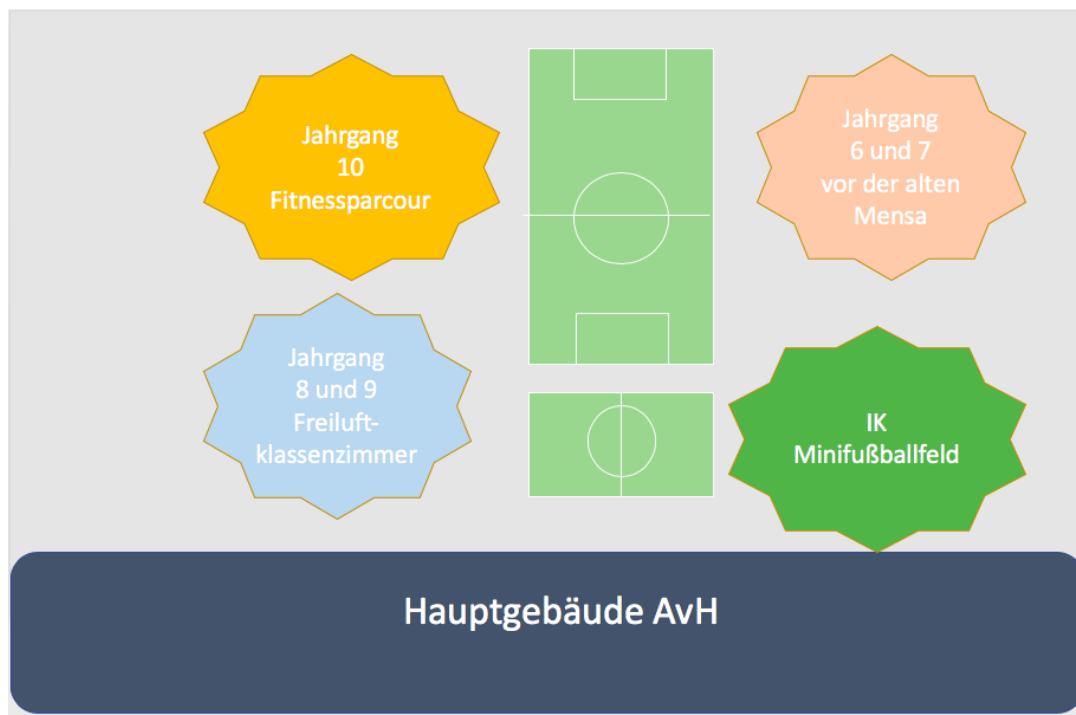 Jahrgang
10
Fitnessparcour
Jahrgang
6 und 7
vor der alten
Mensa
Jahrgang
8 und 9
Freiluft-
klassenzimmer
IK
Minifußballfeld
Hauptgebäude AvH